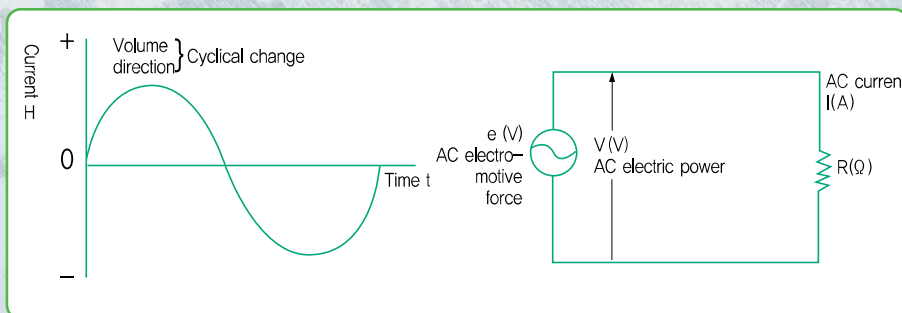 +
Volume
direction
} Cyclical change
Current I
0
Time t
−
e (V)
AC electro–
motive
force
V (V)
AC electric power
AC curren
I(A)
R(Ω)